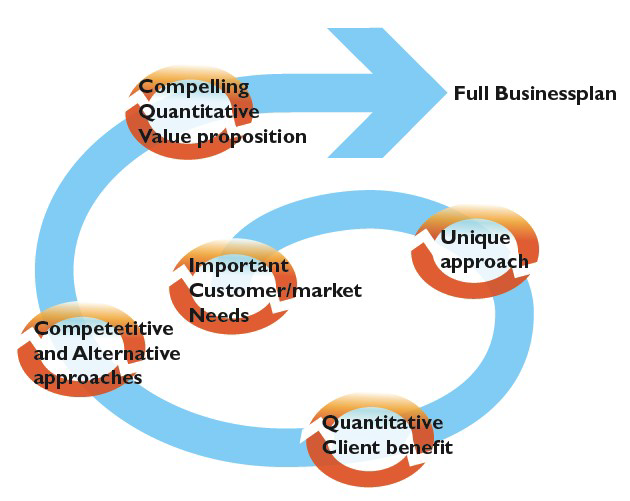 Compelling
Quantitative
Value proposition
Full Businessplan
Unique
approach
Important
Customer/market
Needs
Competetitive
and Alternative
approaches
Quantitative
Client benefit